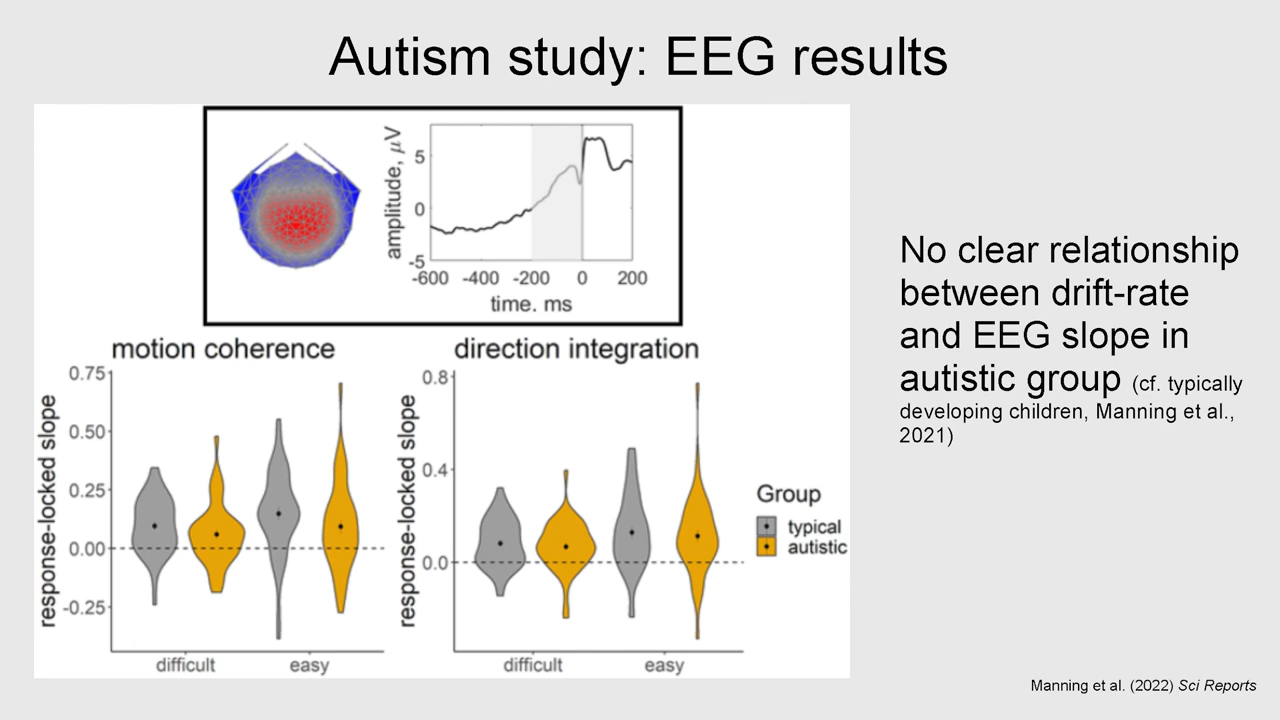 Autism study: EEG results
amplitude, μV
5
0
-5
-600 -400 -200 0 200
time. ms
motion coherence
response-locked slope
0.75
0.50
0.25
0.00
-0.25
difficult easy
direction integration
response-locked slope
0.8
0.4
0.0
difficult easy
Group
typical
autistic
No clear relationship
between drift-rate
and EEG slope in
autistic group (cf. typically
developing children, Manning et al.,
2021)
Manning et al. (2022) Sci Reports